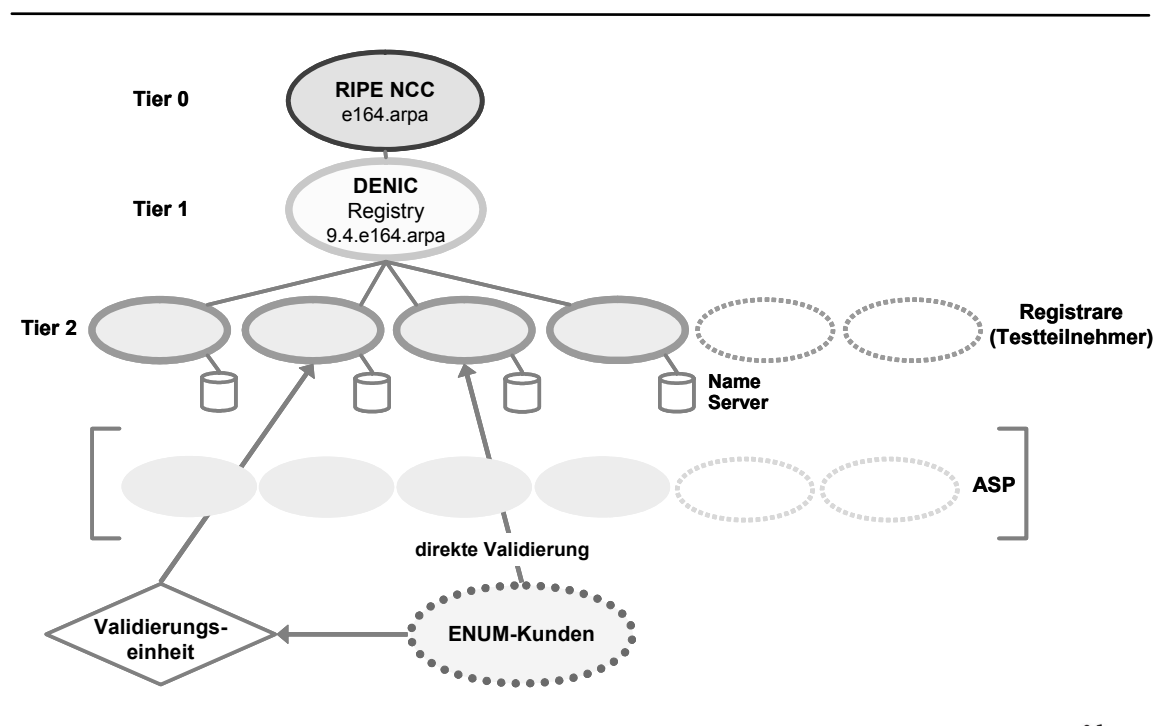 Tier 0
RIPE NCC
e164.arpa
Tier 1
DENIC
Registry
9.4.e164.arpa
Tier 2
Registrare
(Testteilnehmer)
Name
Server
ASP
direkte Validierung
Validierungs-
einheit
ENUM-Kunden